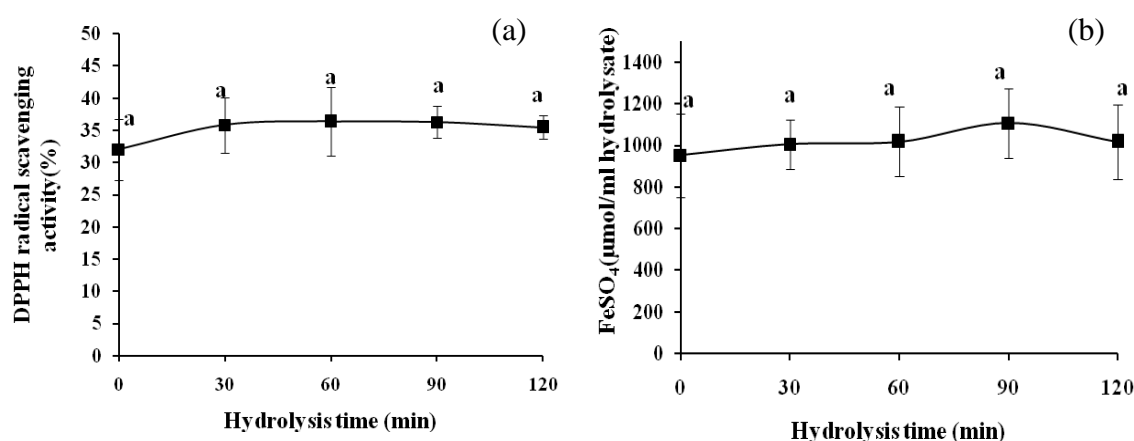 (a)
DPPH radical scavenging
activity(%)
50
45
40
35
30
25
20
15
10
5
0
a
a
a
a
a
0 30 60 90 120
Hydrolysis time (min)
(b)
FeSO₄(µmol/ml hydrolysate)
1400
1200
1000
800
600
400
200
0
a
a
a
a
a
0 30 60 90 120
Hydrolysis time (min)